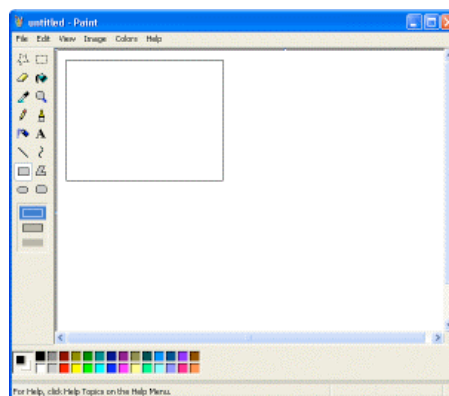 untitled - Paint
File Edit View Image Colors Help
A
For Help, click Help Topics on the Help Menu.